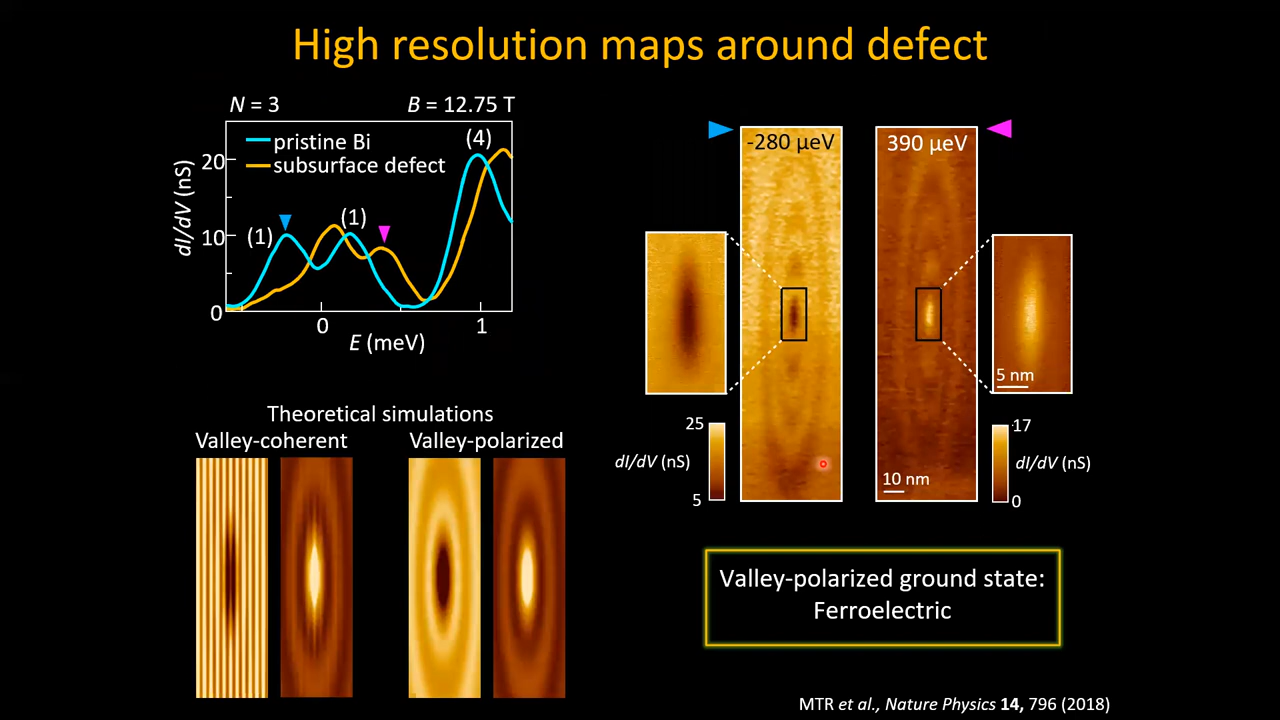 High resolution maps around defect
N = 3
B = 12.75 T
pristine Bi
subsurface defect
(4)
(1)
(1)
20
10
0
dI/dV (nS)
0
1
E (meV)
-280 µeV
390 µeV
5 nm
10 nm
25
dI/dV (nS)
5
17
dI/dV (nS)
0
Theoretical simulations
Valley-coherent
Valley-polarized
Valley-polarized ground state:
Ferroelectric
MTR et al., Nature Physics 14, 796 (2018)